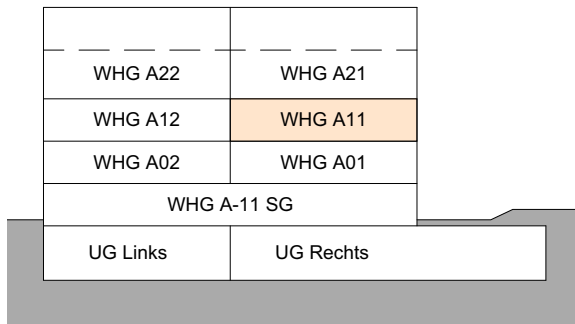 WHG A22 WHG A21
WHG A12 WHG A11
WHG A02 WHG A01
WHG A-11 SG
UG Links UG Rechts